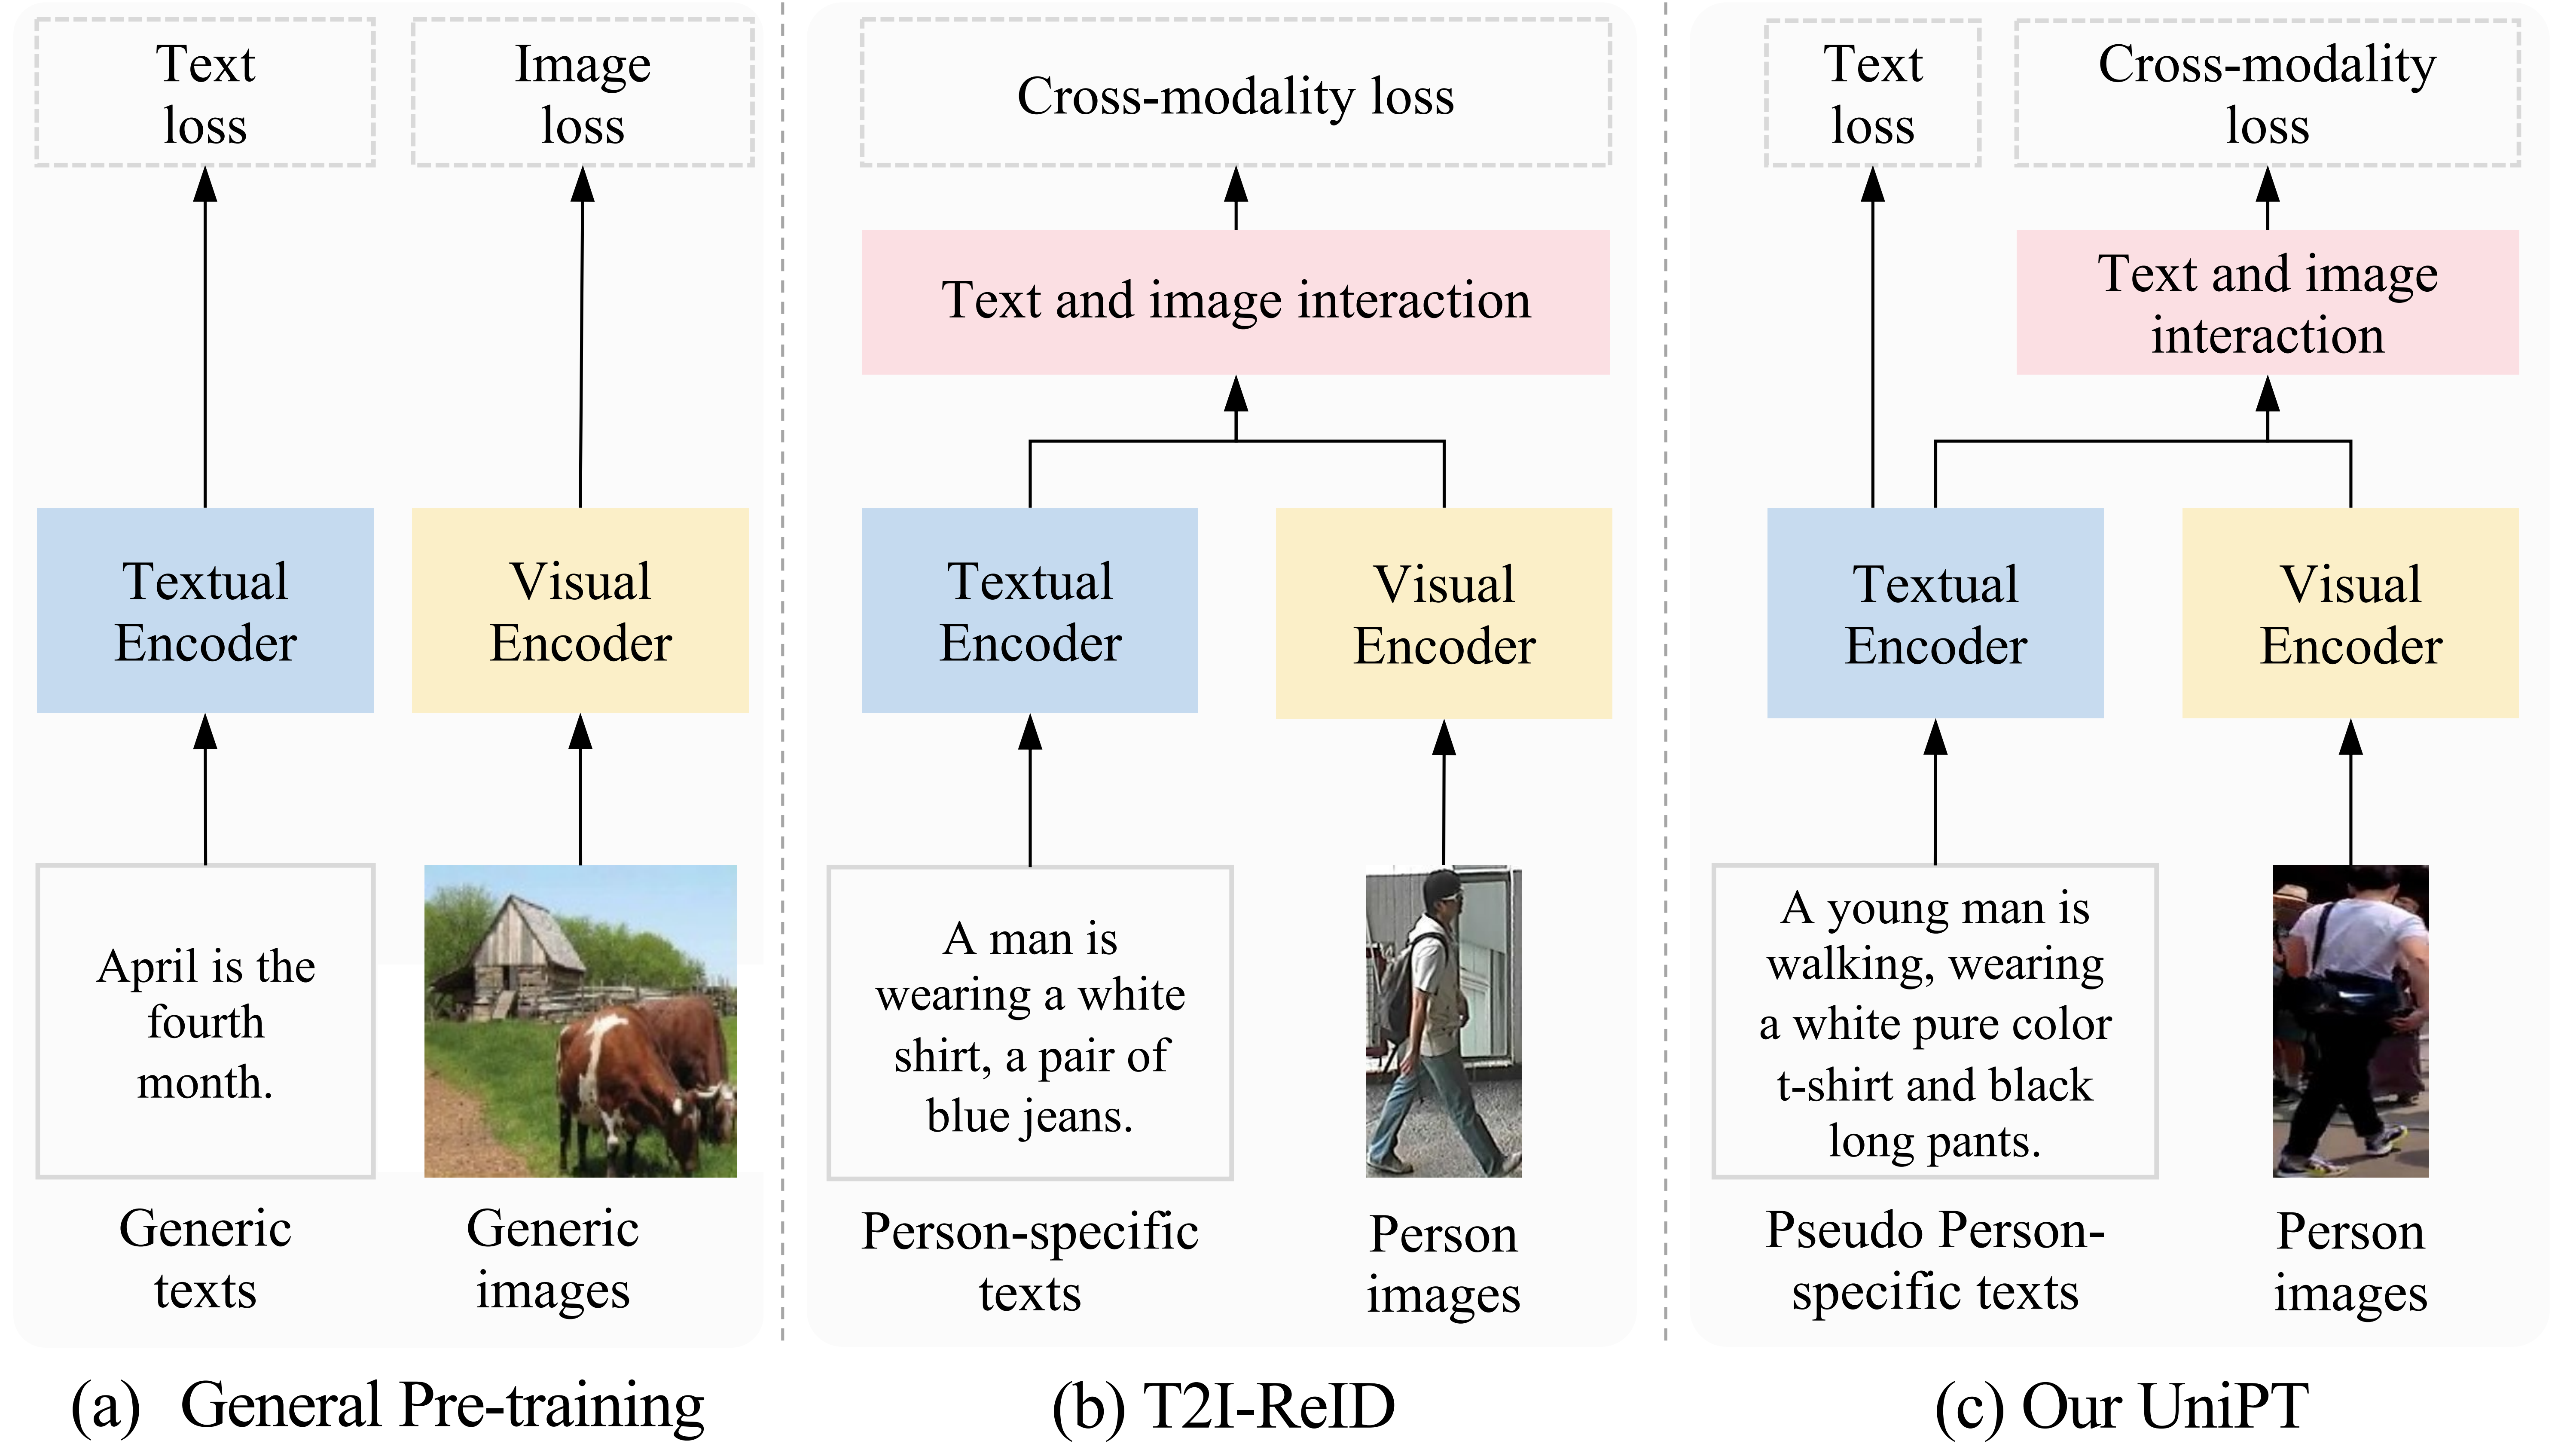 Text
loss
Image
loss
Textual
Encoder
Visual
Encoder
April is the
fourth
month.
Generic
texts
Generic
images
(a) General Pre-training
Cross-modality loss
Text and image interaction
Textual
Encoder
Visual
Encoder
A man is
wearing a white
shirt, a pair of
blue jeans.
Person-specific
texts
Person
images
(b) T2I-ReID
Text
loss
Cross-modality
loss
Text and image
interaction
Textual
Encoder
Visual
Encoder
A young man is
walking, wearing
a white pure color
t-shirt and black
long pants.
Pseudo Person-
specific texts
Person
images
(c) Our UniPT